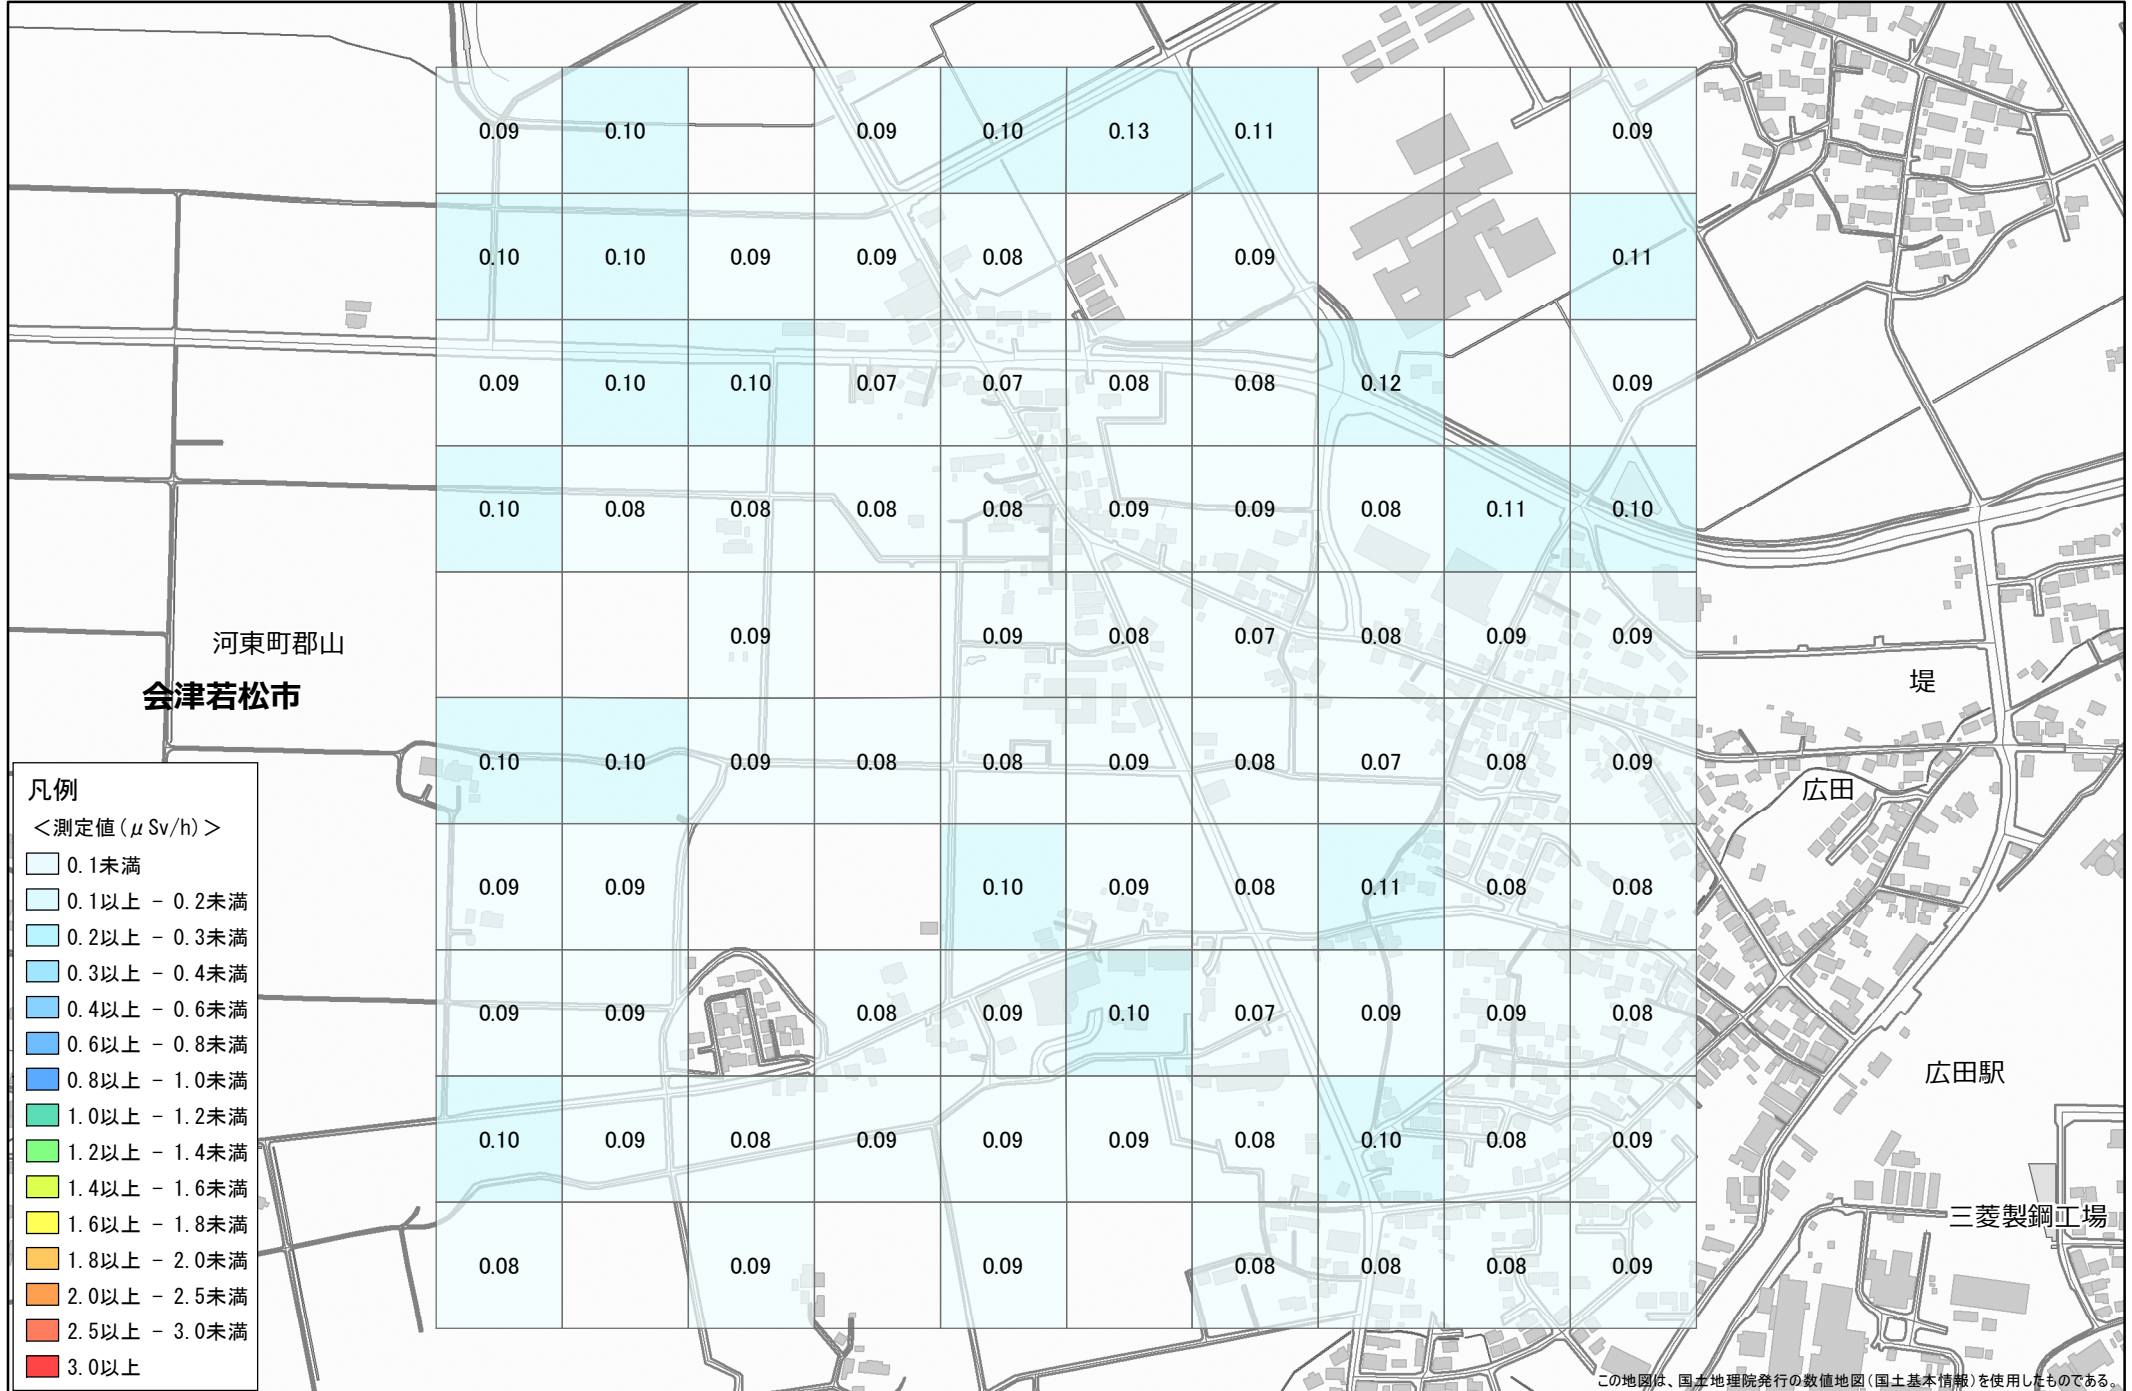 0.09 0.10 0.09 0.10 0.13 0.11 0.09
0.10 0.10 0.09 0.09 0.08 0.09 0.11
0.09 0.10 0.10 0.07 0.07 0.08 0.08 0.12 0.09
0.10 0.08 0.08 0.08 0.08 0.09 0.09 0.08 0.11 0.10
0.09 0.09 0.08 0.07 0.08 0.09 0.09
0.10 0.10 0.09 0.08 0.08 0.09 0.08 0.07 0.08 0.09
0.09 0.09 0.10 0.09 0.08 0.11 0.08 0.08
0.09 0.09 0.08 0.09 0.10 0.07 0.09 0.09 0.08
0.10 0.09 0.08 0.09 0.09 0.09 0.08 0.10 0.08 0.09
0.08 0.09 0.09 0.08 0.08 0.08 0.09
河東町郡山
会津若松市
堤
広田
広田駅
三菱製鋼工場
凡例
＜測定値(μSv/h)＞
0.1未満
0.1以上 - 0.2未満
0.2以上 - 0.3未満
0.3以上 - 0.4未満
0.4以上 - 0.6未満
0.6以上 - 0.8未満
0.8以上 - 1.0未満
1.0以上 - 1.2未満
1.2以上 - 1.4未満
1.4以上 - 1.6未満
1.6以上 - 1.8未満
1.8以上 - 2.0未満
2.0以上 - 2.5未満
2.5以上 - 3.0未満
3.0以上
この地図は、国土地理院発行の数値地図(国土基本情報)を使用したものである。